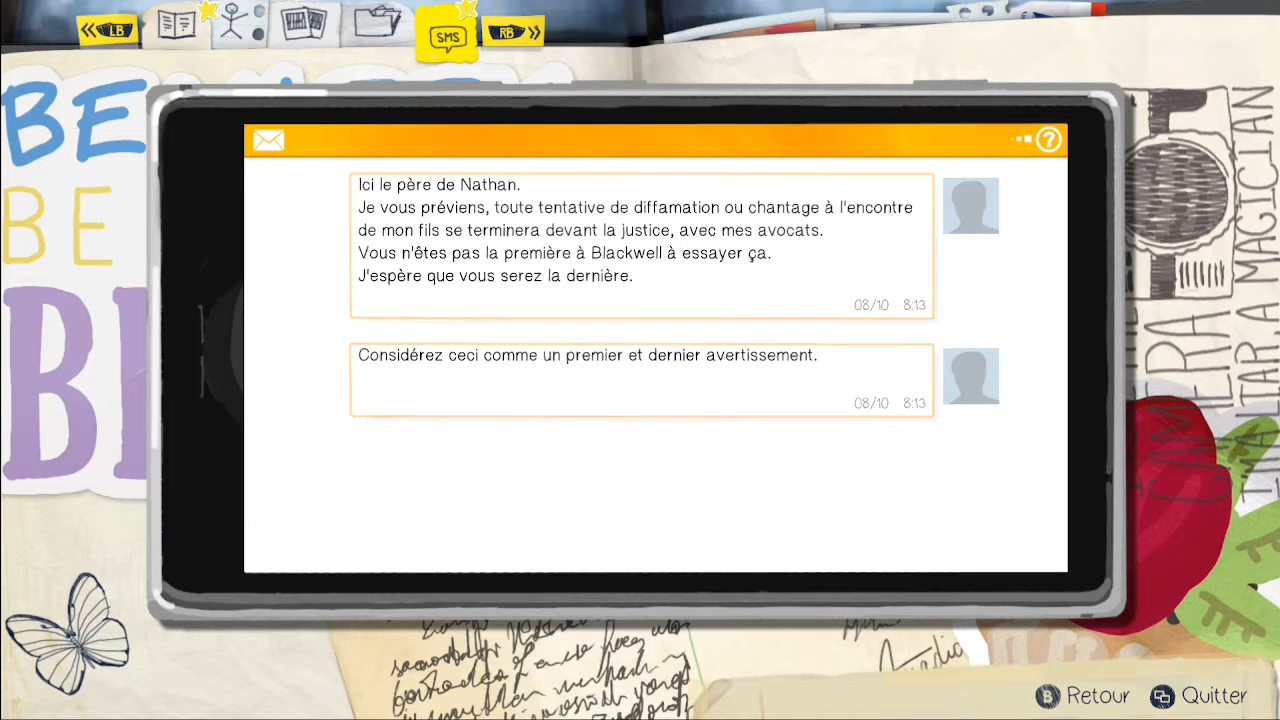 LB
SMS
RB
BE
BE
B
Ici le père de Nathan.
Je vous préviens, toute tentative de diffamation ou chantage à l'encontre
de mon fils se terminera devant la justice, avec mes avocats.
Vous n'êtes pas la première à Blackwell à essayer ça.
J'espère que vous serez la dernière.
08/10 8:13
Considérez ceci comme un premier et dernier avertissement.
08/10 8:13
MAGICIAN
B Retour
Quitter